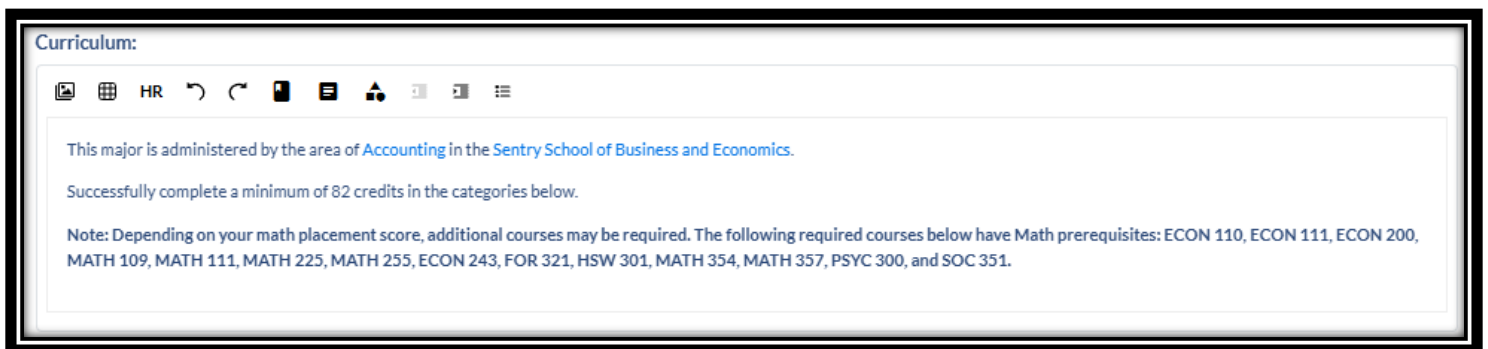 Curriculum:
HR
This major is administered by the area of Accounting in the Sentry School of Business and Economics.
Successfully complete a minimum of 82 credits in the categories below.
Note: Depending on your math placement score, additional courses may be required. The following required courses below have Math prerequisites: ECON 110, ECON 111, ECON 200,
MATH 109, MATH 111, MATH 225, MATH 255, ECON 243, FOR 321, HSW 301, MATH 354, MATH 357, PSYC 300, and SOC 351.